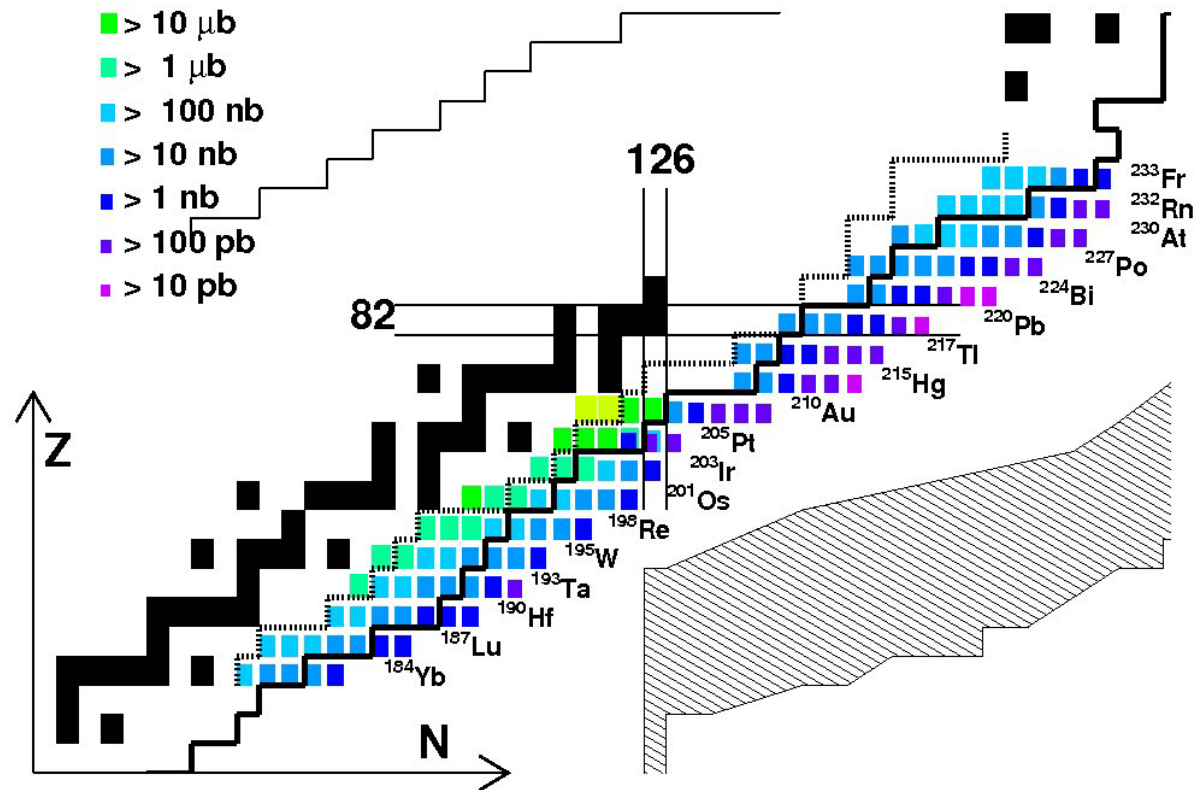 > 10 μb
> 1 μb
> 100 nb
> 10 nb
> 1 nb
> 100 pb
> 10 pb
126
82
233Fr
232Rn
230At
227Po
224Bi
220Pb
217Tl
215Hg
210Au
205Pt
203Ir
201Os
198Re
195W
193Ta
190Hf
187Lu
184Yb
Z
N